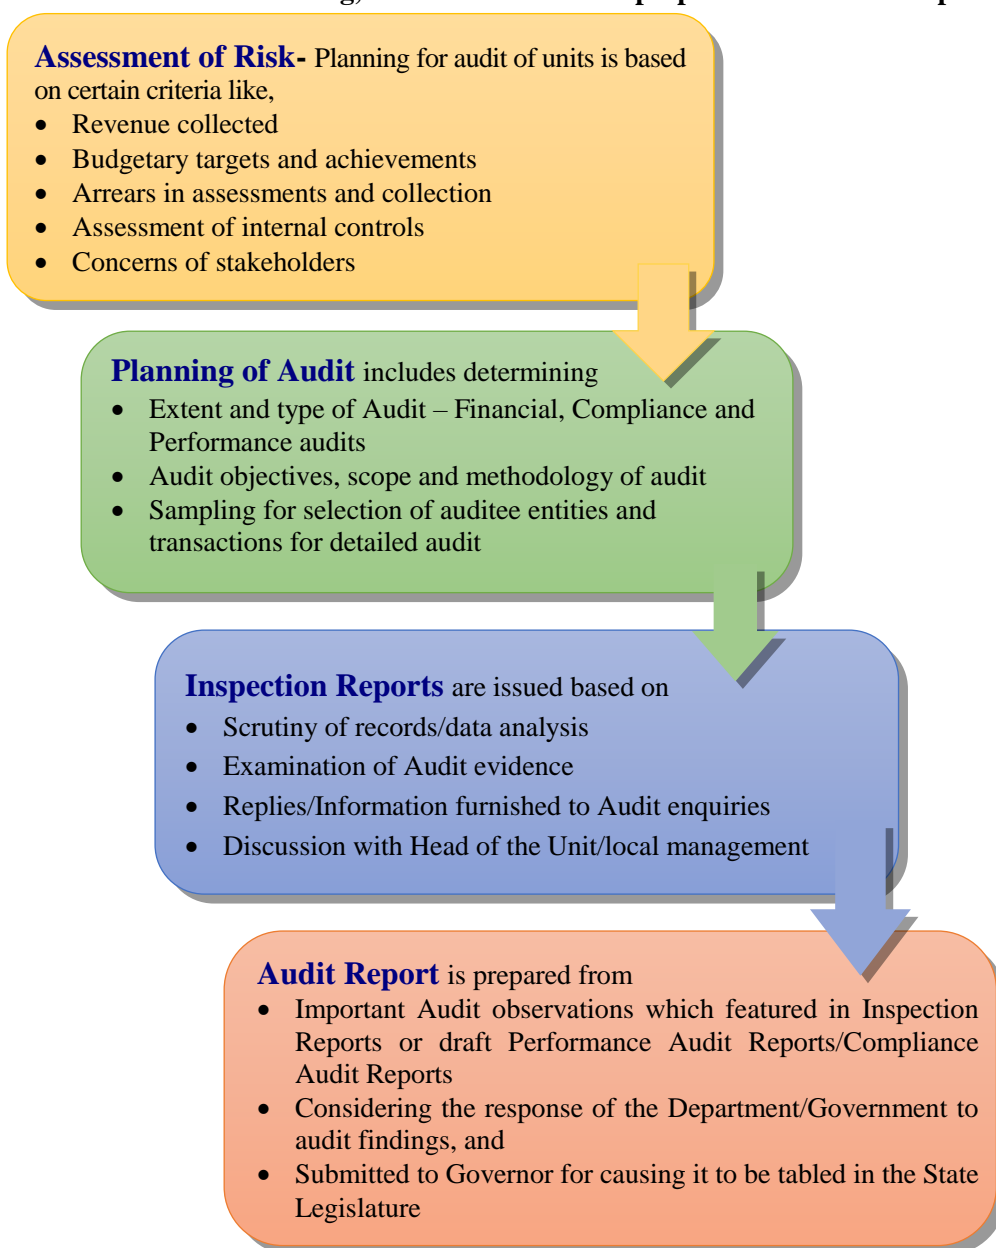 Assessment of Risk- Planning for audit of units is based
on certain criteria like,
• Revenue collected
• Budgetary targets and achievements
• Arrears in assessments and collection
• Assessment of internal controls
• Concerns of stakeholders
Planning of Audit includes determining
• Extent and type of Audit – Financial, Compliance and
Performance audits
• Audit objectives, scope and methodology of audit
• Sampling for selection of auditee entities and
transactions for detailed audit
Inspection Reports are issued based on
• Scrutiny of records/data analysis
• Examination of Audit evidence
• Replies/Information furnished to Audit enquiries
• Discussion with Head of the Unit/local management
Audit Report is prepared from
• Important Audit observations which featured in Inspection
Reports or draft Performance Audit Reports/Compliance
Audit Reports
• Considering the response of the Department/Government to
audit findings, and
• Submitted to Governor for causing it to be tabled in the State
Legislature